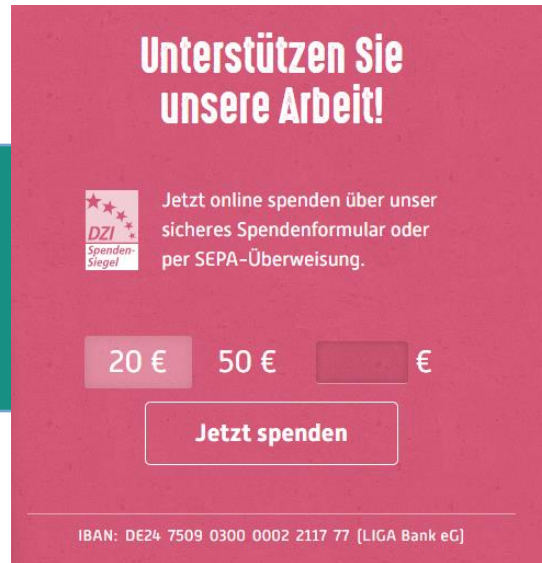 Unterstützen Sie
unsere Arbeit!
DZI
Spenden-
Siegel
Jetzt online spenden über unser
sicheres Spendenformular oder
per SEPA-Überweisung.
20 € 50 € €
Jetzt spenden
IBAN: DE24 7509 0300 0002 2117 77 [LIGA Bank eG]